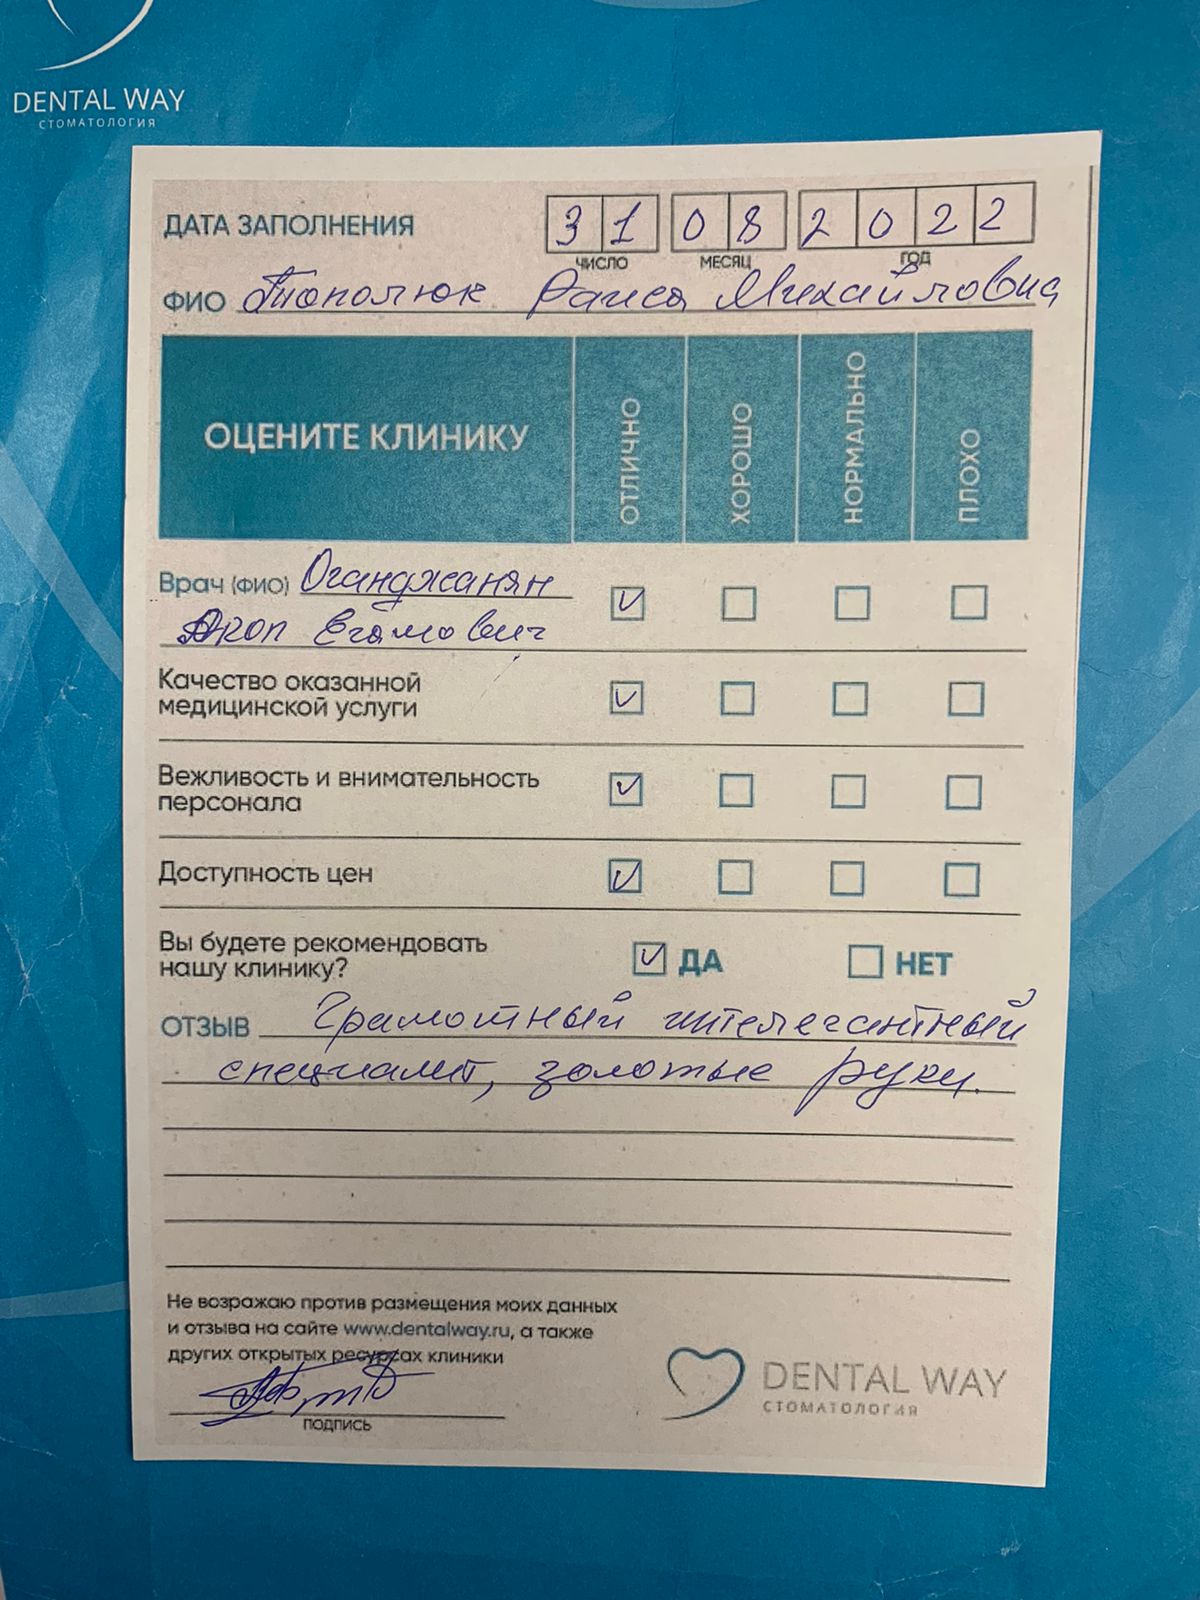 DENTAL WAY
СТОМАТОЛОГИЯ
ДАТА ЗАПОЛНЕНИЯ 31 08 2022
ЧИСЛО МЕСЯЦ ГОД
ФИО Раиса Михайловна
ОЦЕНИТЕ КЛИНИКУ ОТЛИЧНО ХОРОШО НОРМАЛЬНО ПЛОХО
Врач (ФИО) Оганджанян
Акоп
Качество оказанной
медицинской услуги
Вежливость и внимательность
персонала
Доступность цен
Вы будете рекомендовать
нашу клинику? ДА НЕТ
ОТЗЫВ Грамотный интелегантный
специалит, золотые руки.
Не возражаю против размещения моих данных
и отзыва на сайте www.dentalway.ru, а также
других открытых ресурсах клиники
ПОДПИСЬ
DENTAL WAY
СТОМАТОЛОГИЯ